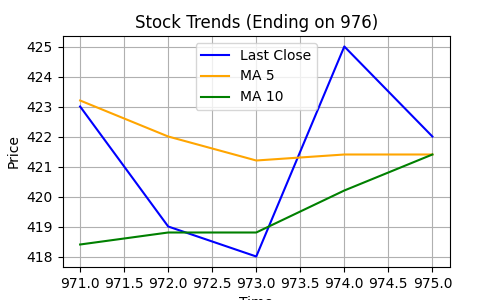 Stock Trends (Ending on 976)
Last Close
MA 5
MA 10
Price
425
424
423
422
421
420
419
418
971.0 971.5 972.0 972.5 973.0 973.5 974.0 974.5 975.0
Time